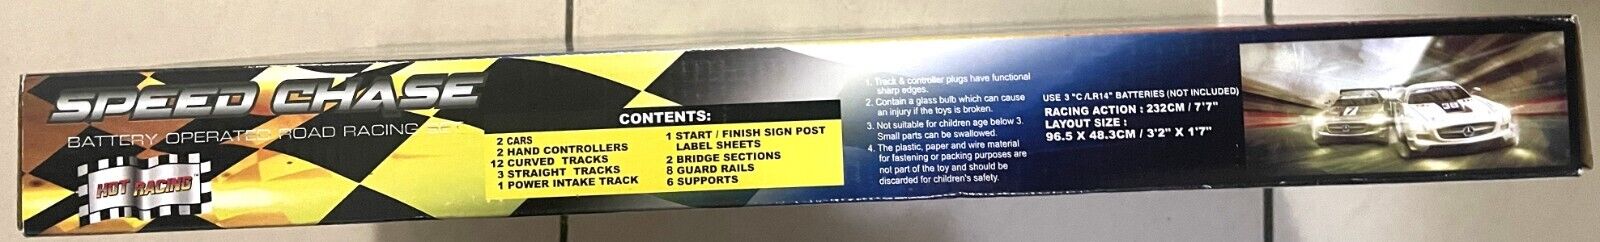 SPEED CHASE
BATTERY OPERATED ROAD RACING SET
HOT RACING
CONTENTS:
2 CARS
2 HAND CONTROLLERS
12 CURVED TRACKS
3 STRAIGHT TRACKS
1 POWER INTAKE TRACK
1 START / FINISH SIGN POST
LABEL SHEETS
2 BRIDGE SECTIONS
8 GUARD RAILS
6 SUPPORTS
1. Track & controller plugs have functional
sharp edges.
2. Contain a glass bulb which can cause
an injury if the toys is broken.
3. Not suitable for children age below 3.
Small parts can be swallowed.
4. The plastic, paper and wire material
for fastening or packing purposes are
not part of the toy and should be
discarded for children's safety.
USE 3 "C /LR14" BATTERIES (NOT INCLUDED)
RACING ACTION : 232CM / 7'7"
LAYOUT SIZE :
96.5 X 48.3CM / 3'2" X 1'7"